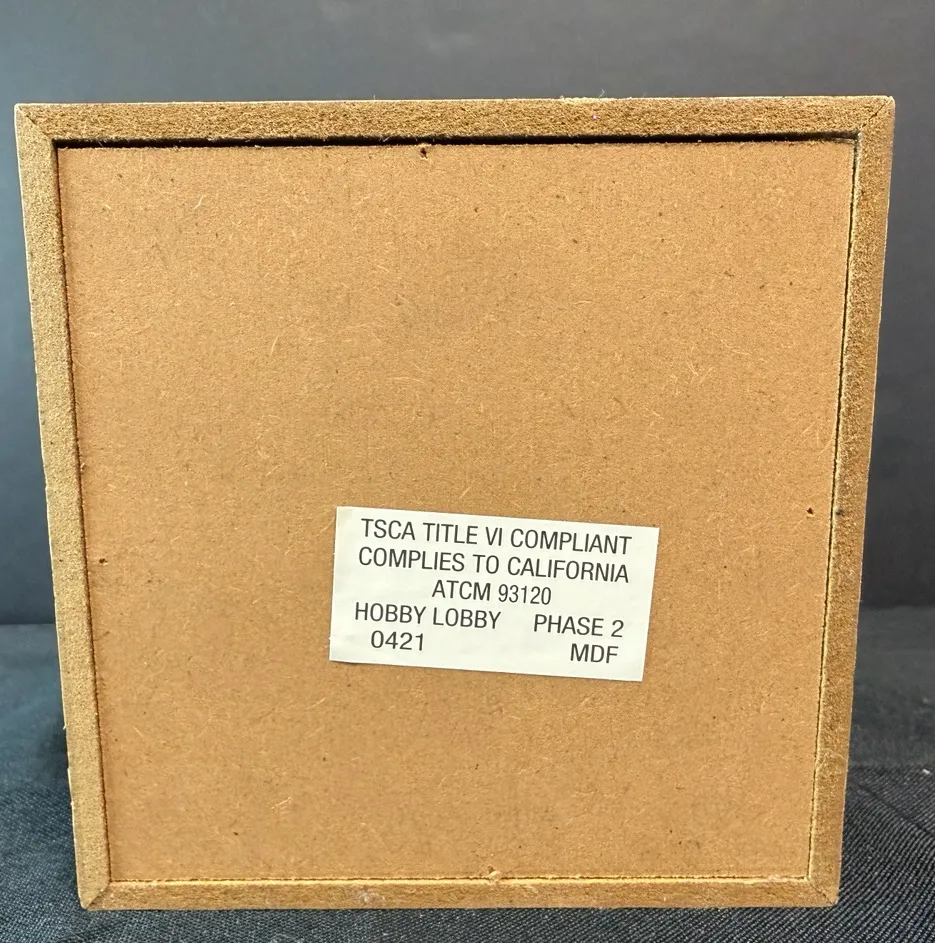 TSCA TITLE VI COMPLIANT
COMPLIES TO CALIFORNIA
ATCM 93120
HOBBY LOBBY PHASE 2
0421 MDF